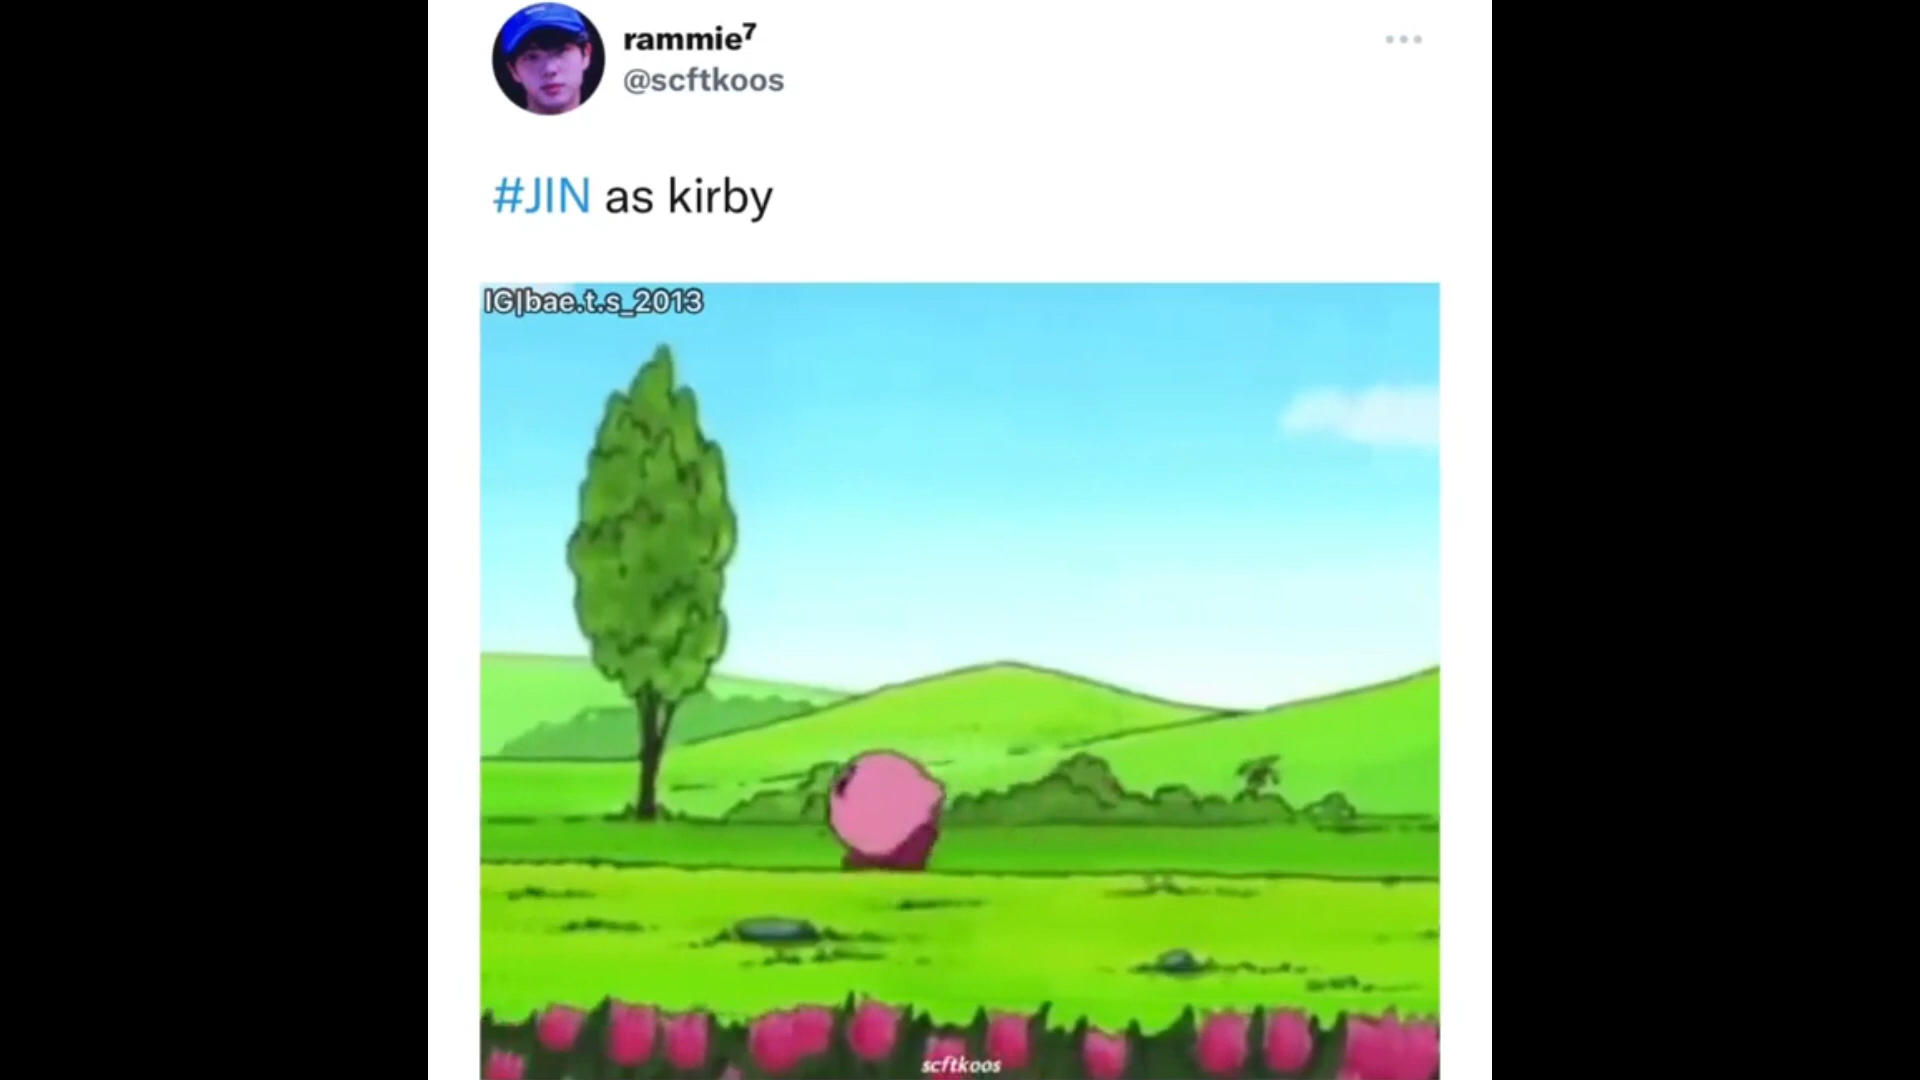 rammie⁷
@scftkoos
#JIN as kirby
IG|bae.t.s_2013
scftkoos